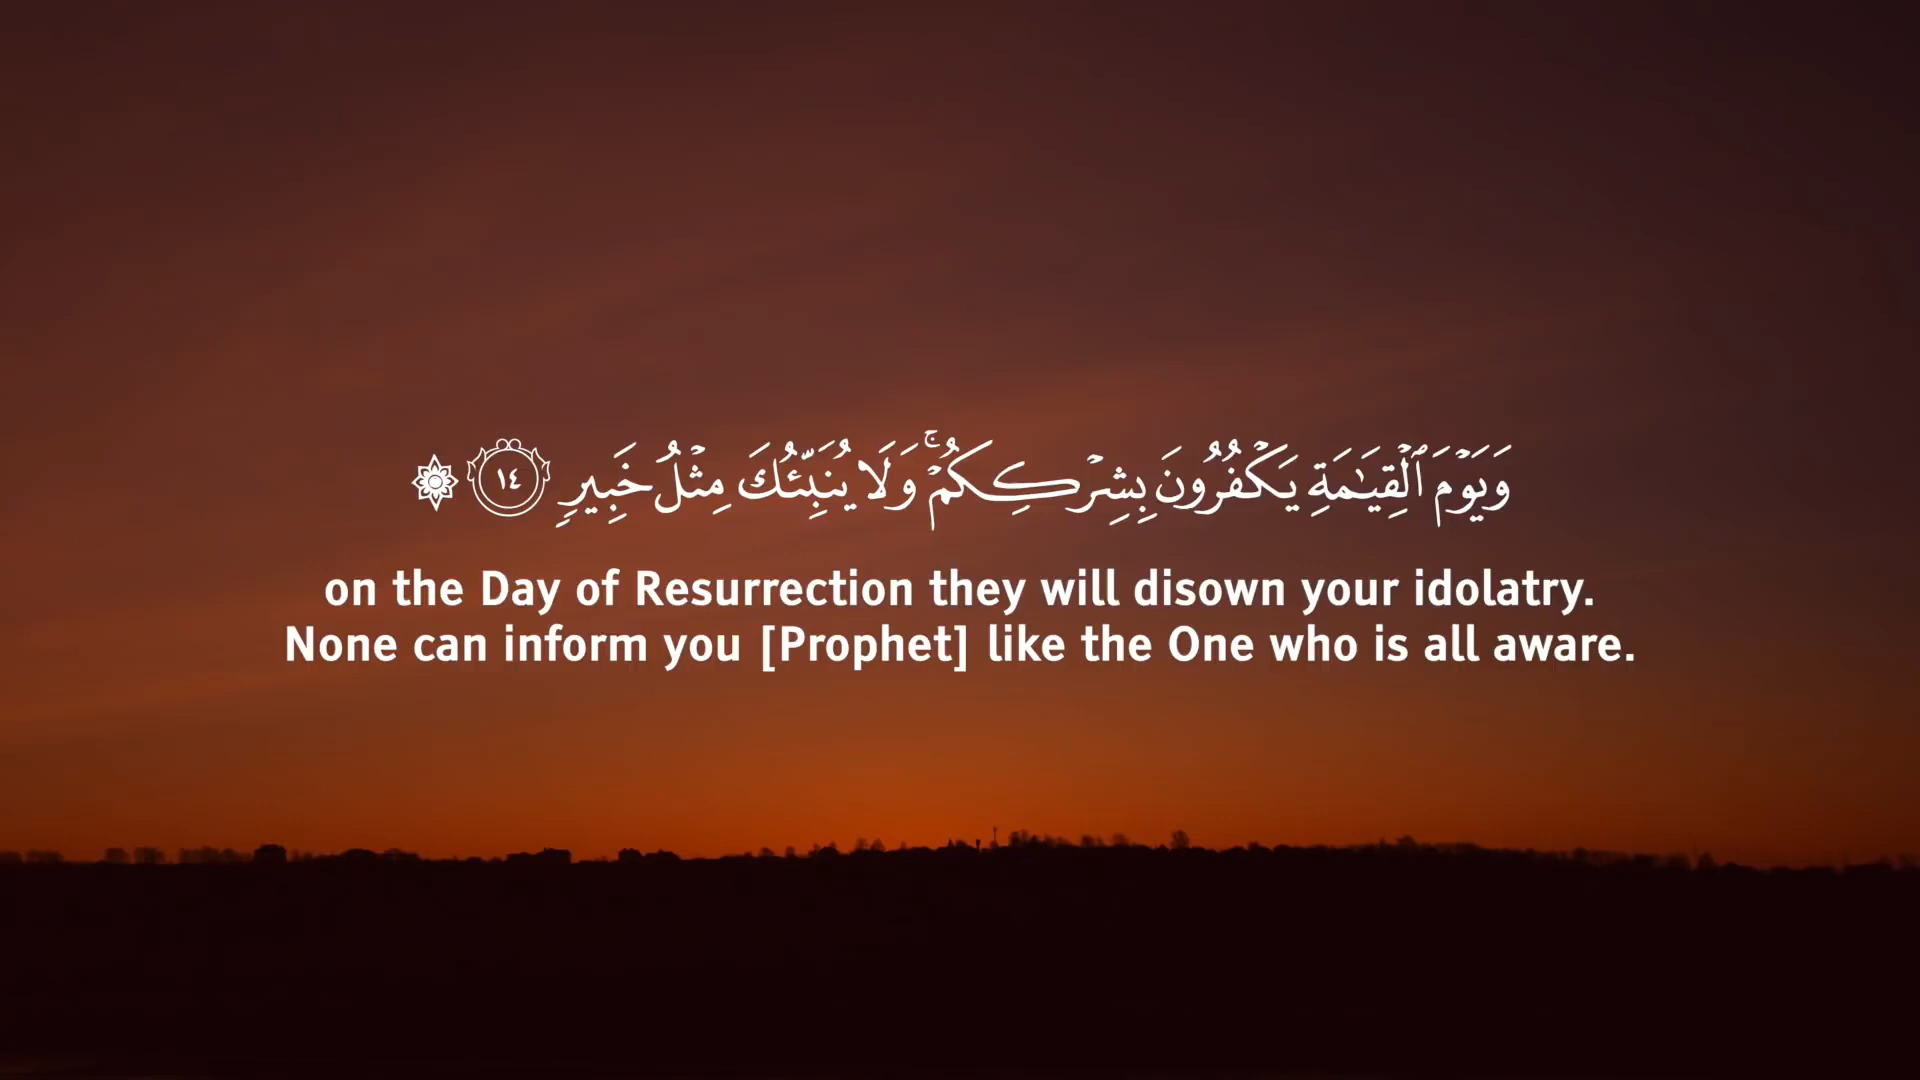 وَيَوْمَ ٱلْقِيَـٰمَةِ يَكْفُرُونَ بِشِرْكِكُمْ ۚ وَلَا يُنَبِّئُكَ مِثْلُ خَبِيرٍ ١٤ ۞
on the Day of Resurrection they will disown your idolatry.
None can inform you [Prophet] like the One who is all aware.